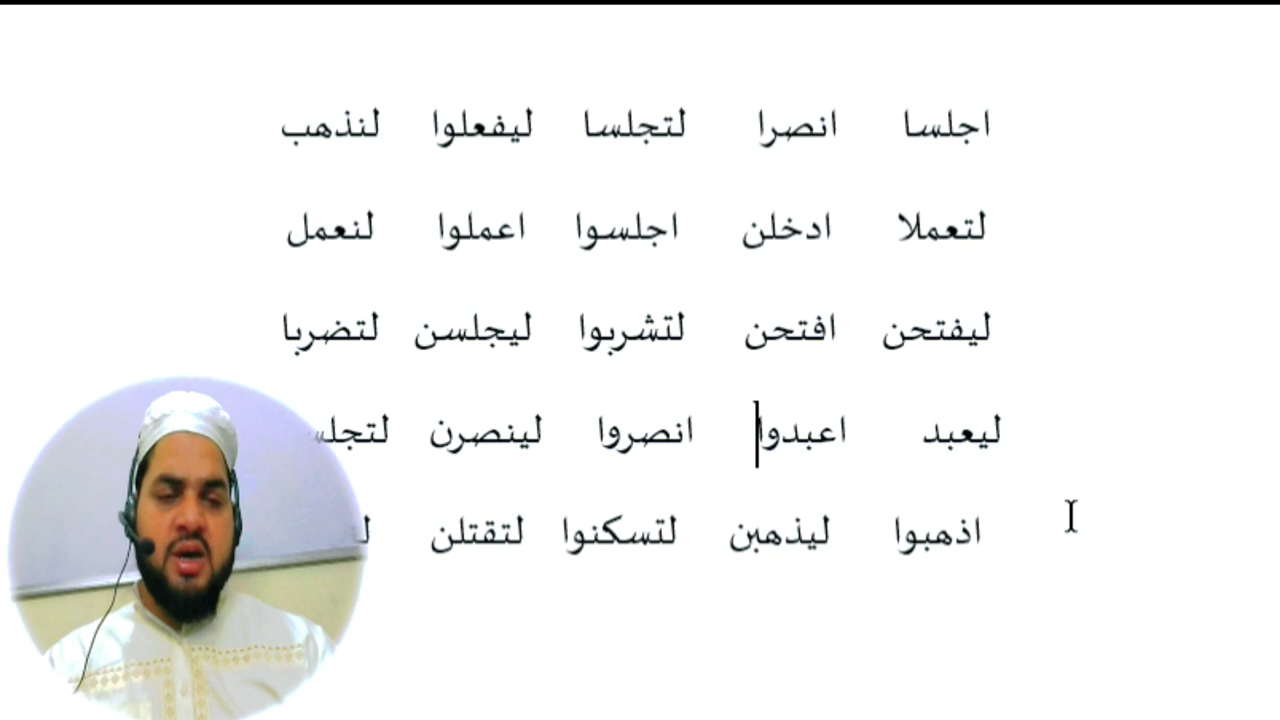 اجلسا انصرا لتجلسا ليفعلوا لنذهب
لتعملا ادخلن اجلسوا اعملوا لنعمل
ليفتحن افتحن لتشربوا ليجلسن لتضربا
ليعبد اعبدوا انصروا لينصرن
اذهبوا ليذهبن لتسكنوا لتقتلن